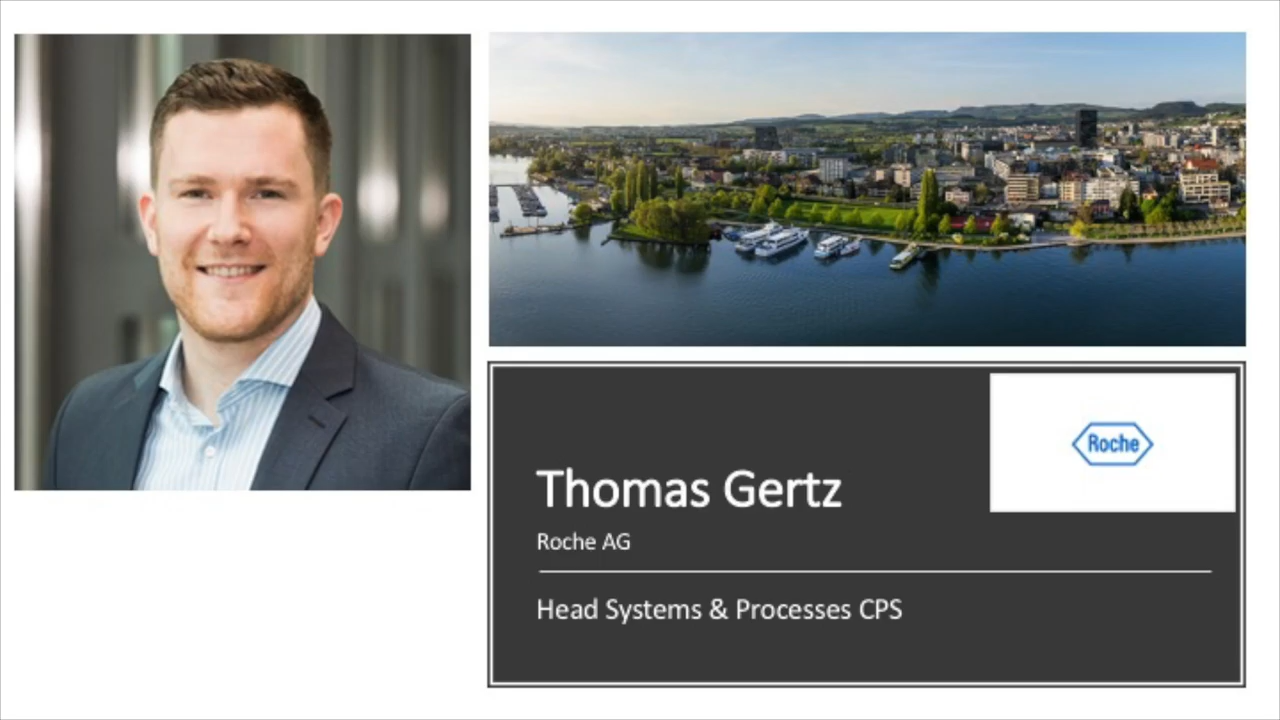 Roche
Thomas Gertz
Roche AG
Head Systems & Processes CPS